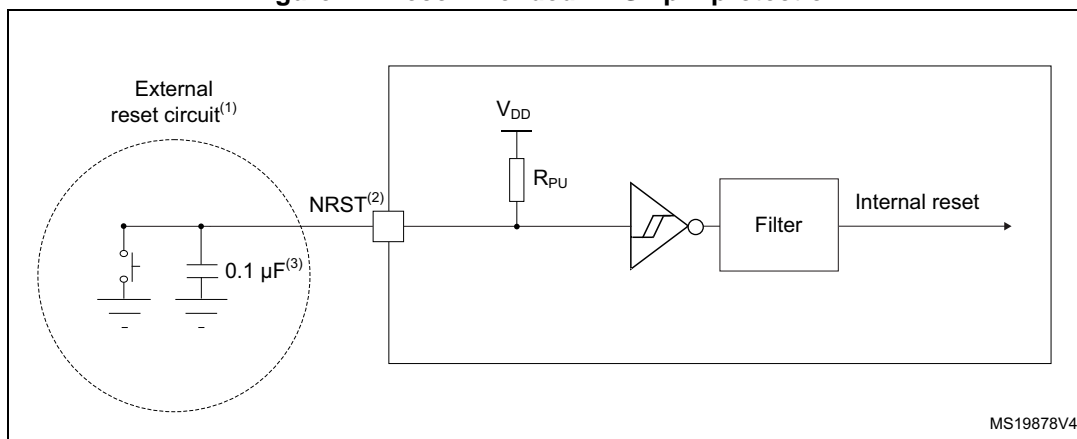 External
reset circuit(1)
VDD
RPU
NRST(2)
Filter
Internal reset
0.1 µF(3)
MS19878V4